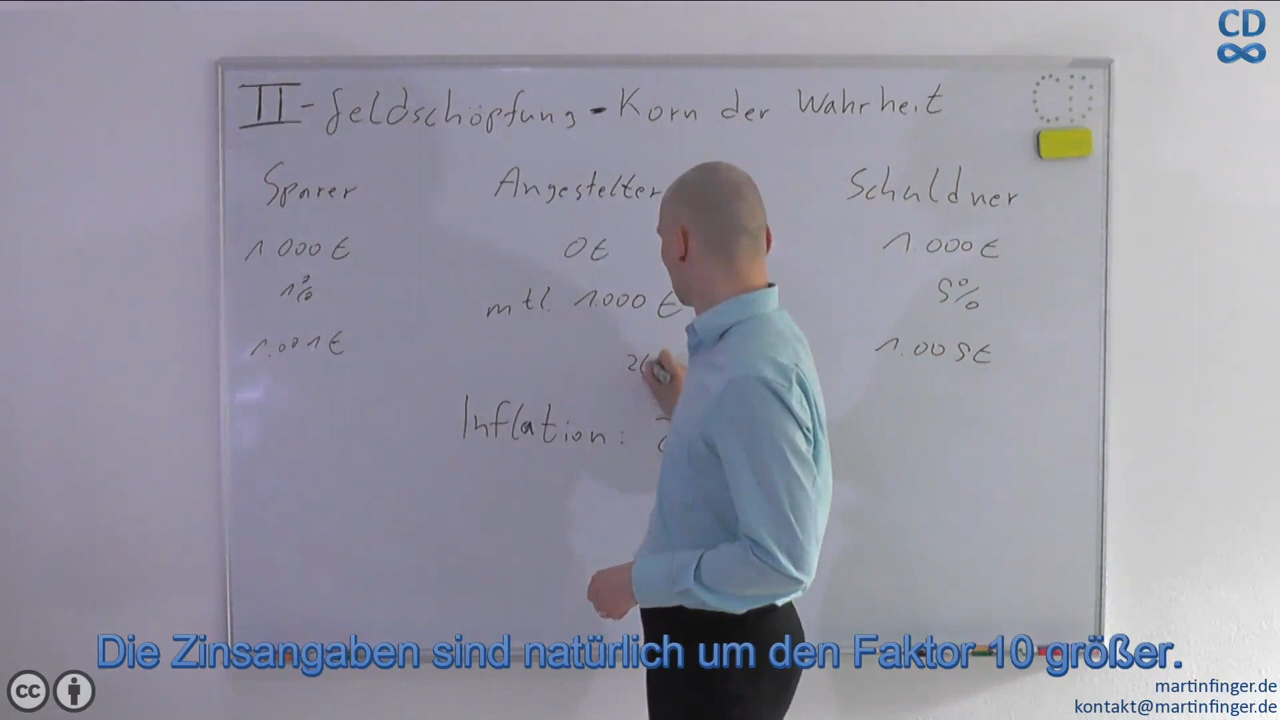 CD
II - Geldschöpfung - Korn der Wahrheit
Sparer Angestellter Schuldner
1.000 € 0 € 1.000 €
1% mtl. 1.000 € 5%
1.001 € 1.005 €
Inflation:
Die Zinsangaben sind natürlich um den Faktor 10 größer.
cc
martinfinger.de
kontakt@martinfinger.de